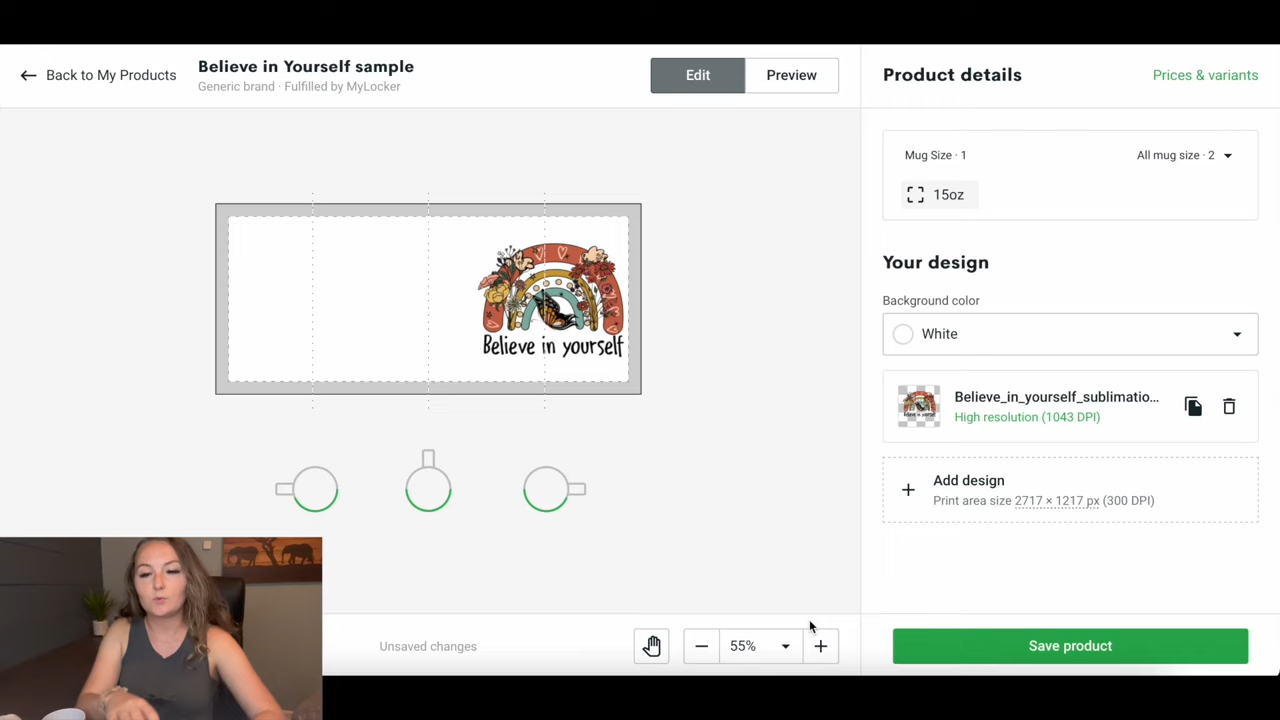 Back to My Products
Believe in Yourself sample
Generic brand · Fulfilled by MyLocker
Edit
Preview
Product details
Prices & variants
Mug Size · 1
All mug size · 2
15oz
Your design
Background color
White
Believe in yourself
Believe_in_yourself_sublimatio...
High resolution (1043 DPI)
Add design
Print area size 2717 × 1217 px (300 DPI)
Unsaved changes
55%
Save product